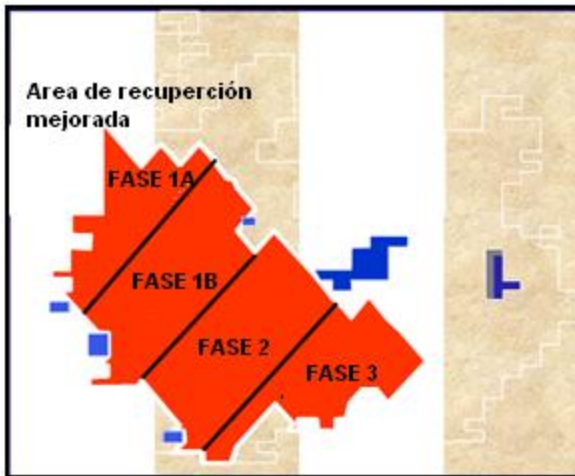 Area de recuperción
mejorada
FASE 1A
FASE 1B
FASE 2
FASE 3